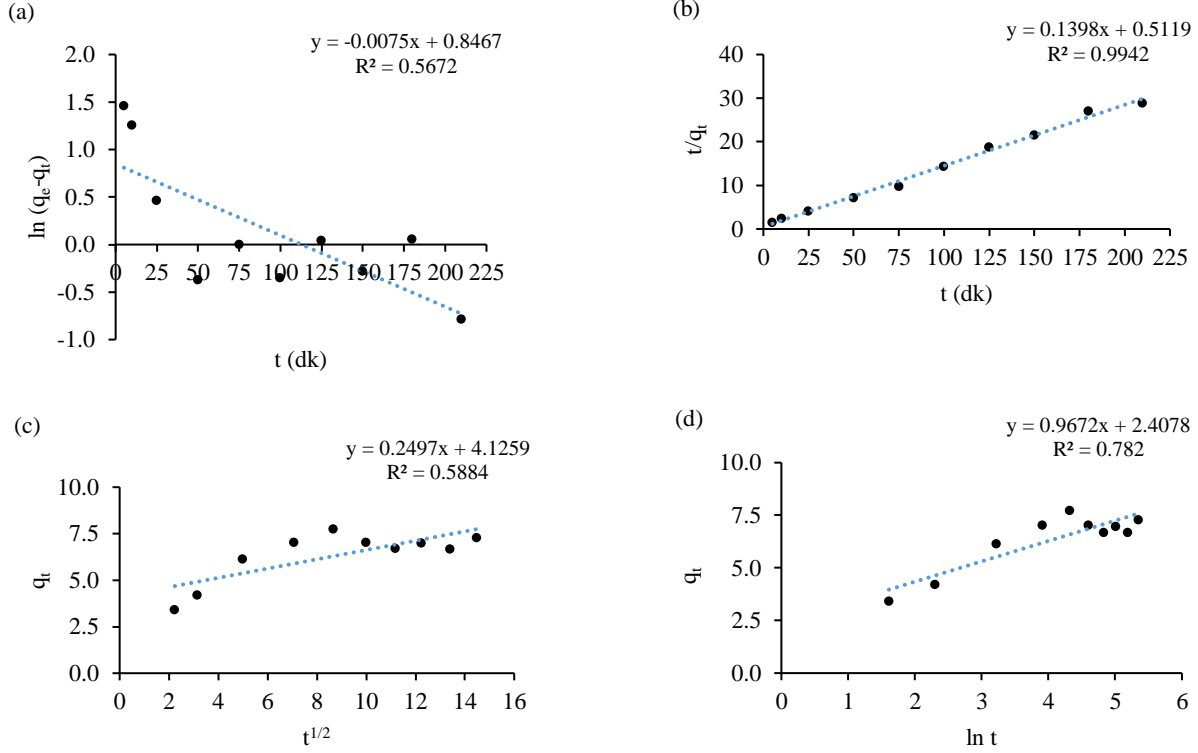 (a)
y = -0.0075x + 0.8467
R² = 0.5672
2.0
1.5
1.0
0.5
0.0
-0.5
-1.0
0 25 50 75 100 125 150 175 200 225
ln (qₑ-qₜ)
t (dk)
(b)
y = 0.1398x + 0.5119
R² = 0.9942
40
30
20
10
0
0 25 50 75 100 125 150 175 200 225
t/qₜ
t (dk)
(c)
y = 0.2497x + 4.1259
R² = 0.5884
10.0
7.5
5.0
2.5
0.0
0 2 4 6 8 10 12 14 16
qₜ
t¹/²
(d)
y = 0.9672x + 2.4078
R² = 0.782
10.0
7.5
5.0
2.5
0.0
0 1 2 3 4 5 6
qₜ
ln t